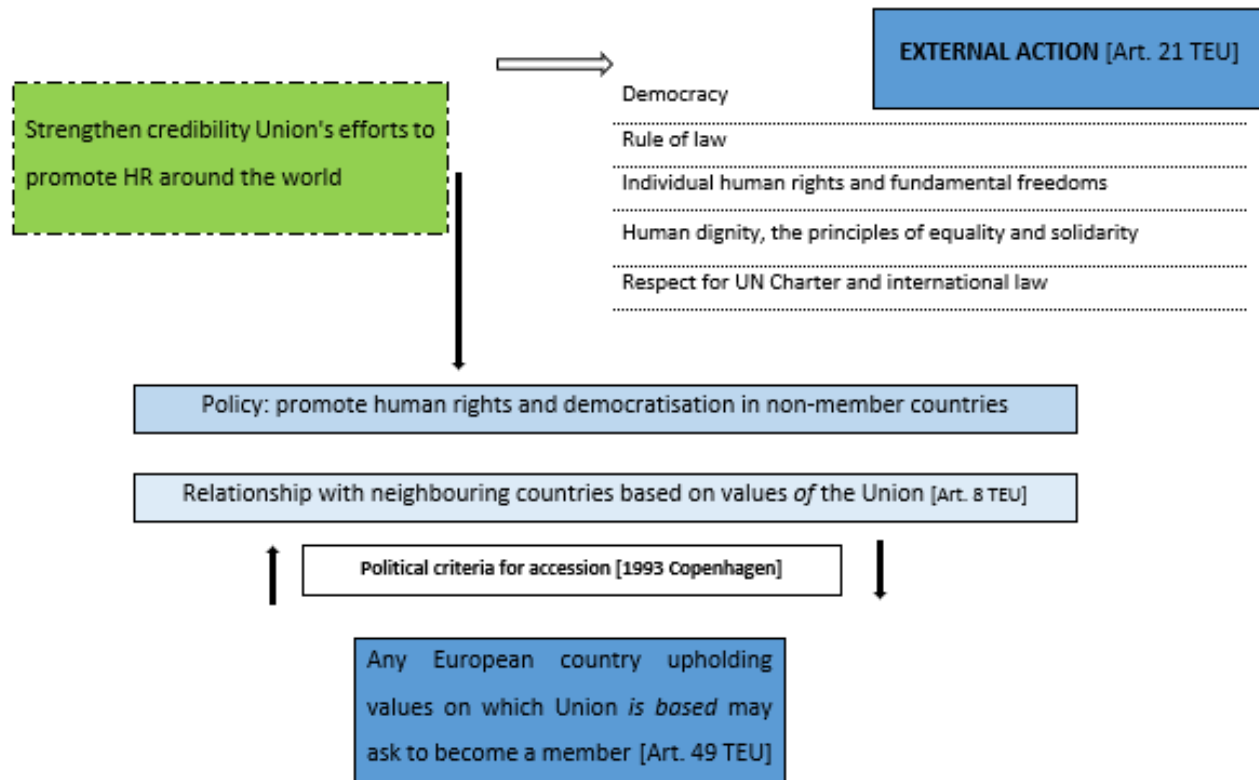 EXTERNAL ACTION [Art. 21 TEU]
Strengthen credibility Union's efforts to
promote HR around the world
Democracy
Rule of law
Individual human rights and fundamental freedoms
Human dignity, the principles of equality and solidarity
Respect for UN Charter and international law
Policy: promote human rights and democratisation in non-member countries
Relationship with neighbouring countries based on values of the Union [Art. 8 TEU]
Political criteria for accession [1993 Copenhagen]
Any European country upholding
values on which Union is based may
ask to become a member [Art. 49 TEU]